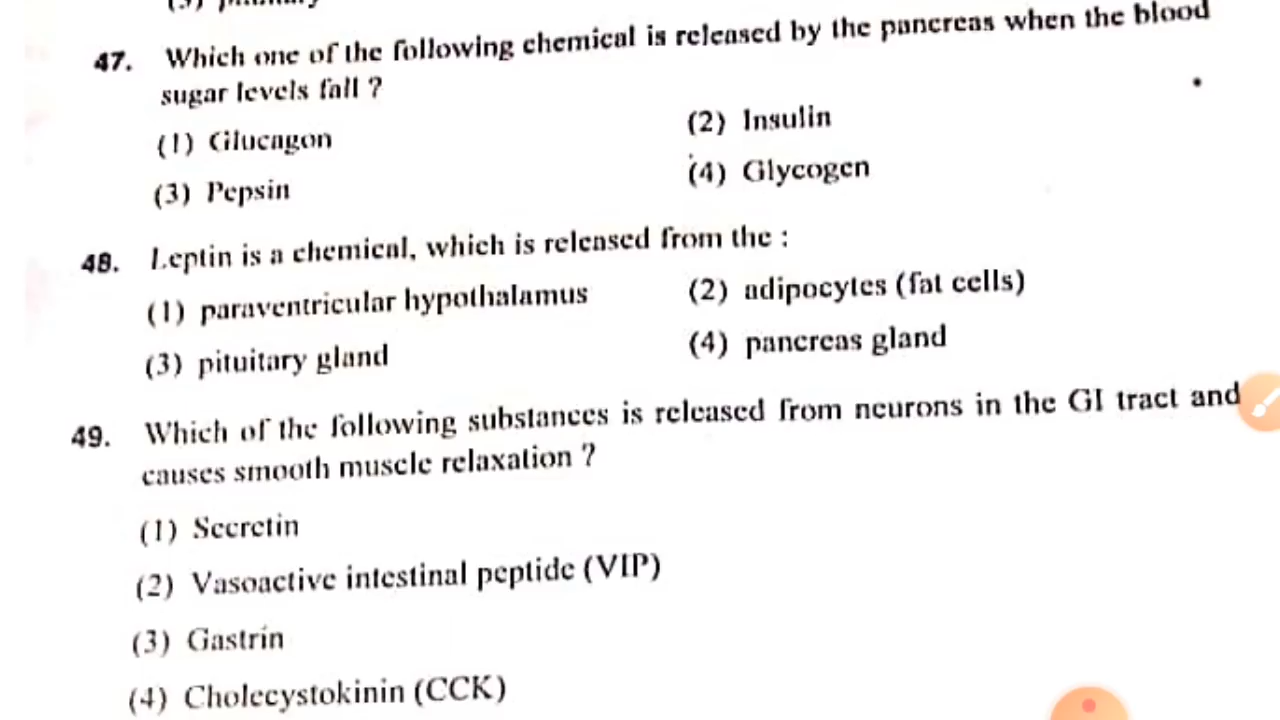 47. Which one of the following chemical is released by the pancreas when the blood
sugar levels fall ?
(1) Glucagon
(2) Insulin
(3) Pepsin
(4) Glycogen
48. Leptin is a chemical, which is released from the :
(1) paraventricular hypothalamus
(2) adipocytes (fat cells)
(3) pituitary gland
(4) pancreas gland
49. Which of the following substances is released from neurons in the GI tract and
causes smooth muscle relaxation ?
(1) Secretin
(2) Vasoactive intestinal peptide (VIP)
(3) Gastrin
(4) Cholecystokinin (CCK)